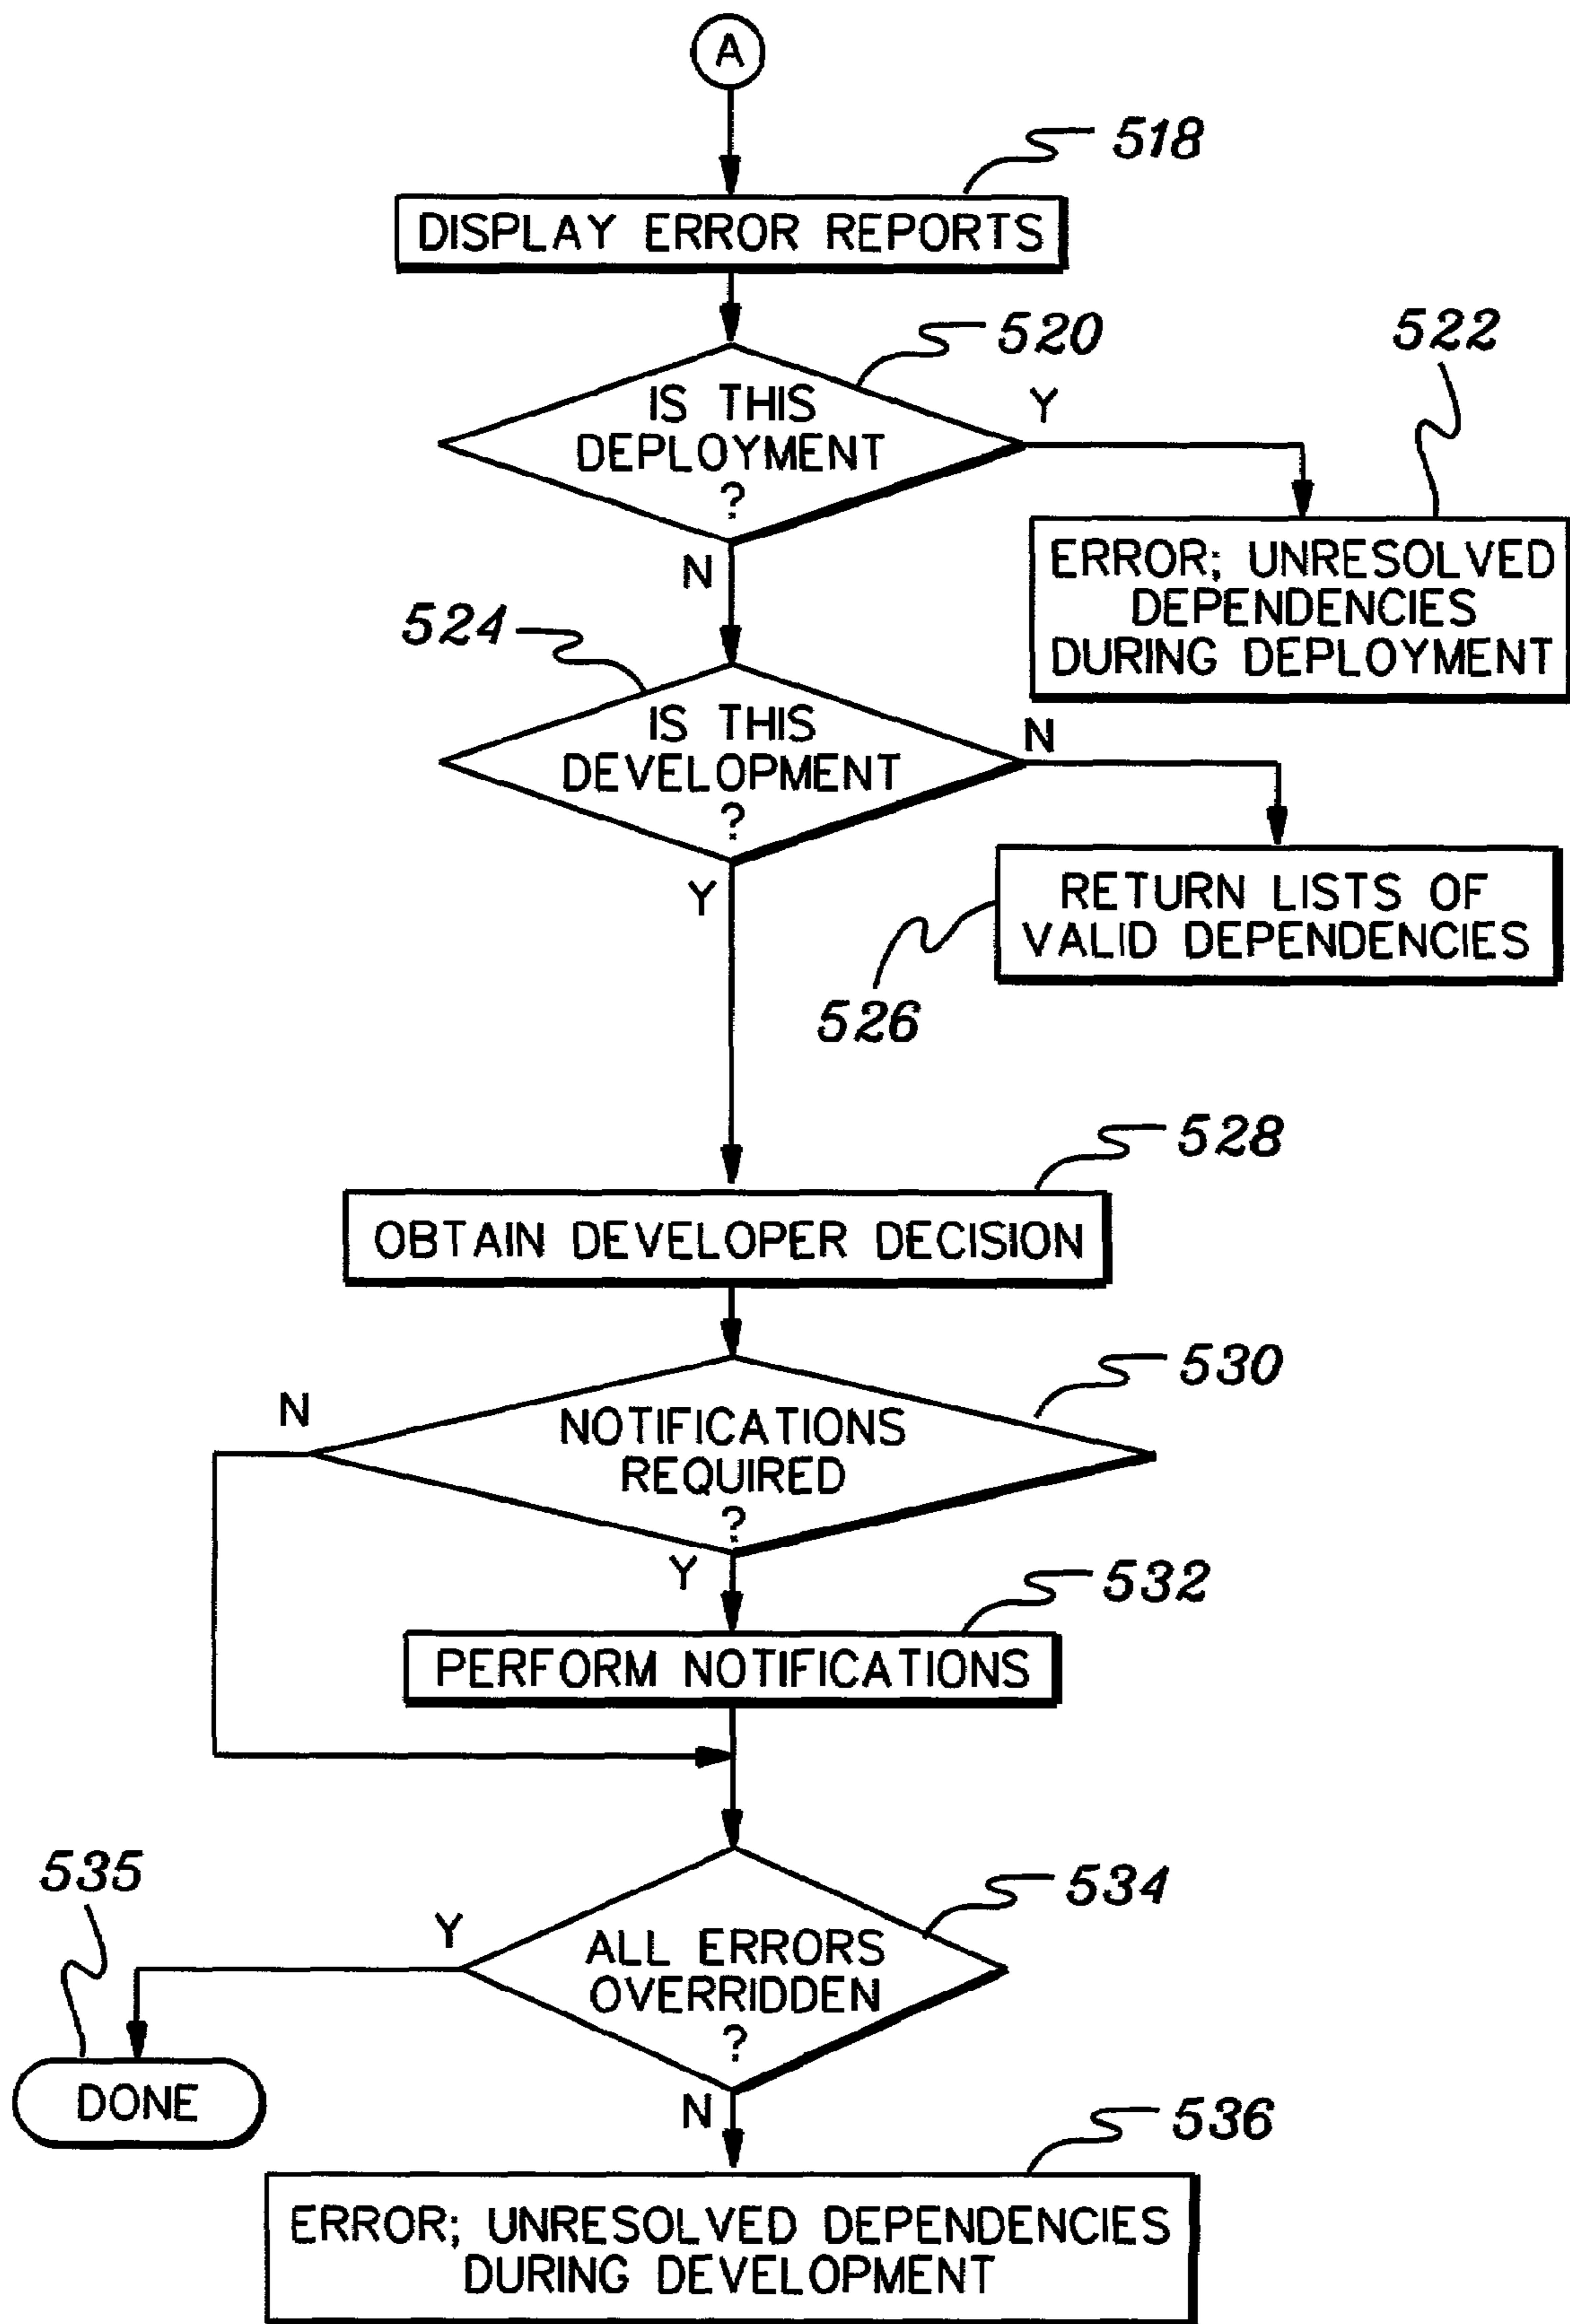 A
518
DISPLAY ERROR REPORTS
520
522
IS THIS
DEPLOYMENT
?
Y
N
ERROR; UNRESOLVED
DEPENDENCIES
DURING DEPLOYMENT
524
IS THIS
DEVELOPMENT
?
N
Y
RETURN LISTS OF
VALID DEPENDENCIES
526
528
OBTAIN DEVELOPER DECISION
530
N
NOTIFICATIONS
REQUIRED
?
Y
532
PERFORM NOTIFICATIONS
535
534
Y
ALL ERRORS
OVERRIDDEN
?
DONE
N
536
ERROR; UNRESOLVED DEPENDENCIES
DURING DEVELOPMENT